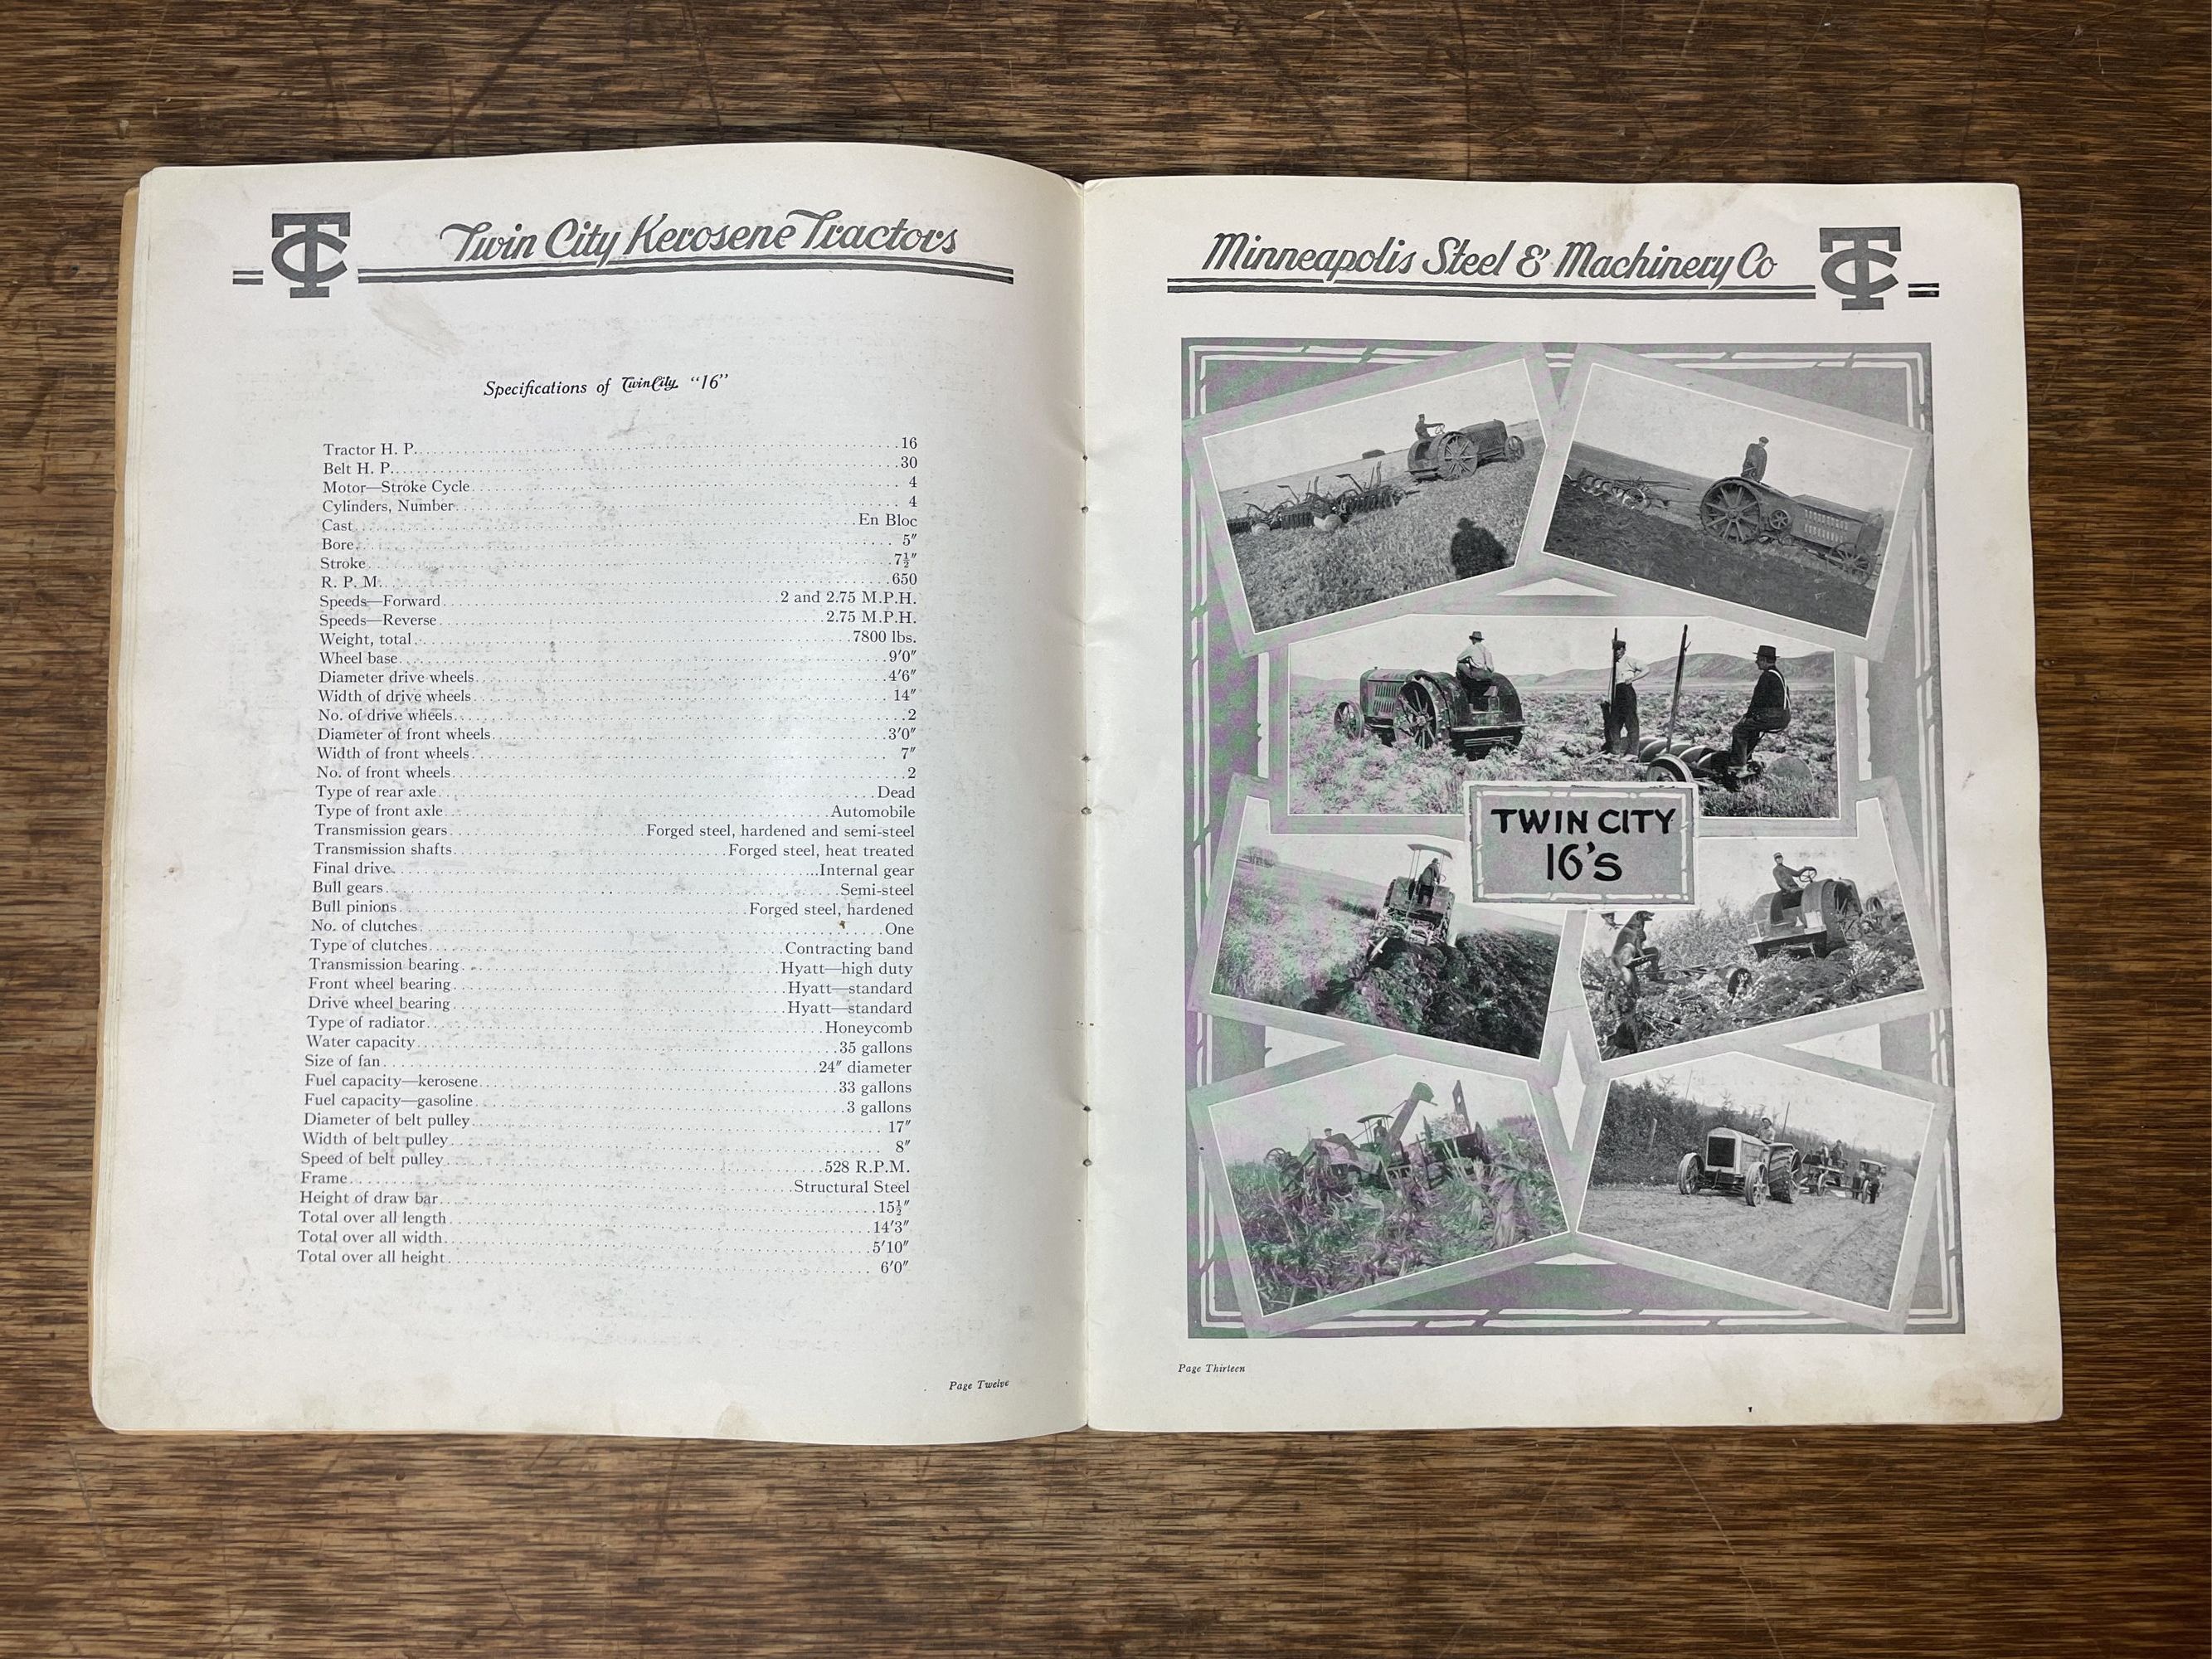 TC
Twin City Kerosene Tractors
Specifications of Twin City "16"
Tractor H. P. 16
Belt H. P. 30
Motor—Stroke Cycle 4
Cylinders, Number 4
Cast En Bloc
Bore 5″
Stroke 7½″
R. P. M. 650
Speeds—Forward 2 and 2.75 M.P.H.
Speeds—Reverse 2.75 M.P.H.
Weight, total 7800 lbs.
Wheel base 9′0″
Diameter drive wheels 4′6″
Width of drive wheels 14″
No. of drive wheels 2
Diameter of front wheels 3′0″
Width of front wheels 7″
No. of front wheels 2
Type of rear axle Dead
Type of front axle Automobile
Transmission gears Forged steel, hardened and semi-steel
Transmission shafts Forged steel, heat treated
Final drive Internal gear
Bull gears Semi-steel
Bull pinions Forged steel, hardened
No. of clutches One
Type of clutches Contracting band
Transmission bearing Hyatt—high duty
Front wheel bearing Hyatt—standard
Drive wheel bearing Hyatt—standard
Type of radiator Honeycomb
Water capacity 35 gallons
Size of fan 24″ diameter
Fuel capacity—kerosene 33 gallons
Fuel capacity—gasoline 3 gallons
Diameter of belt pulley 17″
Width of belt pulley 8″
Speed of belt pulley 528 R.P.M.
Frame Structural Steel
Height of draw bar 15½″
Total over all length 14′3″
Total over all width 5′10″
Total over all height 6′0″
Page Twelve
Minneapolis Steel & Machinery Co
TC
TWIN CITY
16's
Page Thirteen